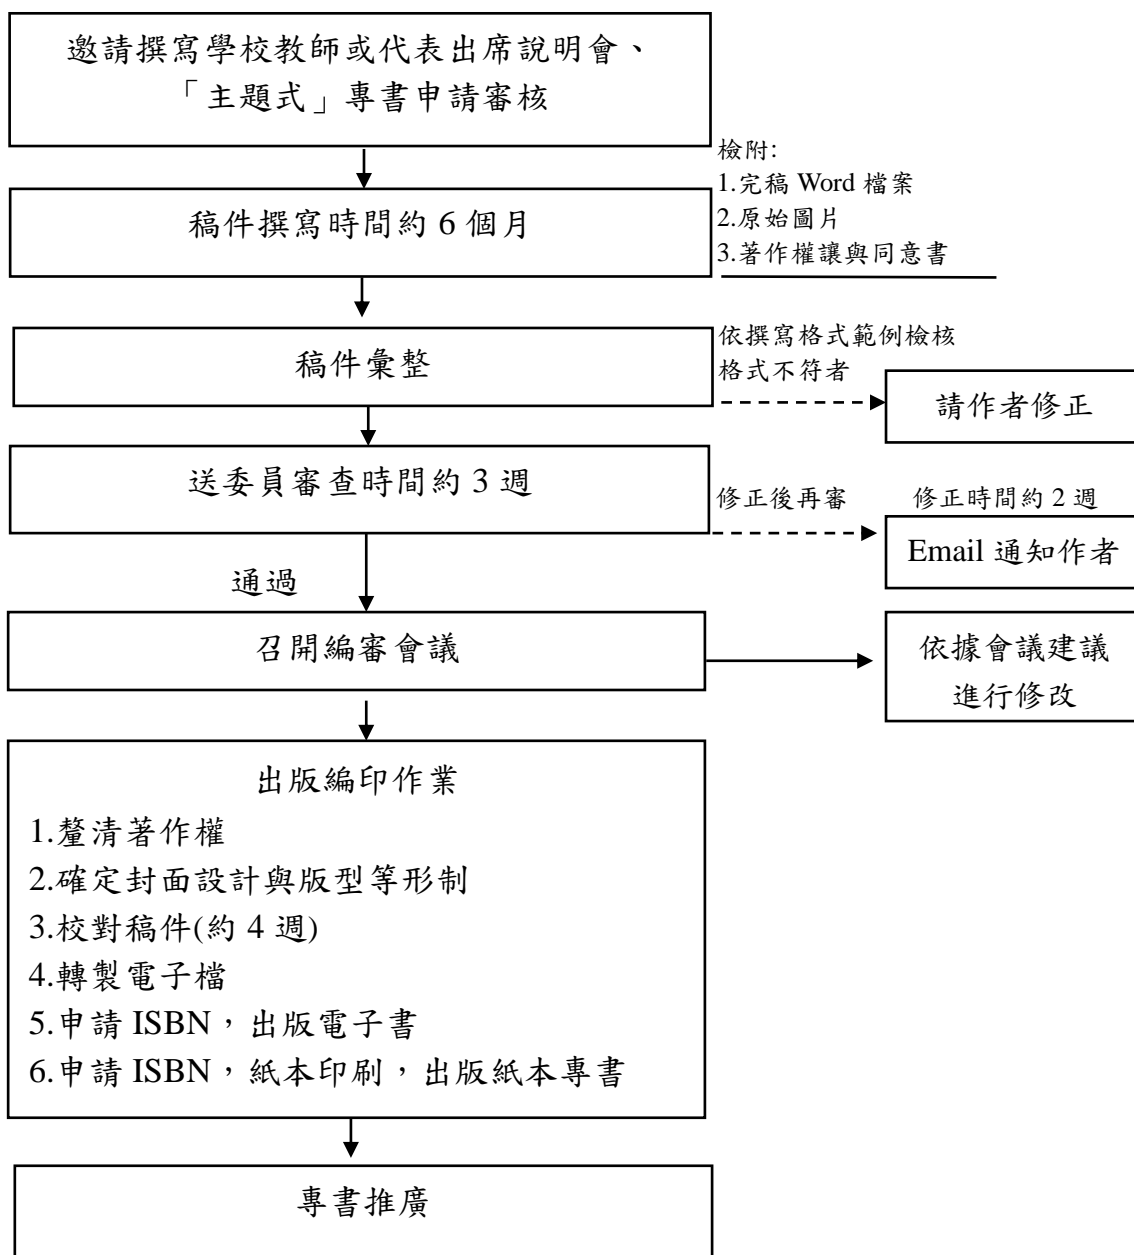 邀請撰寫學校教師或代表出席說明會、
「主題式」專書申請審核
檢附:
1.完稿 Word 檔案
2.原始圖片
3.著作權讓與同意書
稿件撰寫時間約 6 個月
稿件彙整
依撰寫格式範例檢核
格式不符者
請作者修正
送委員審查時間約 3 週
修正後再審
修正時間約 2 週
Email 通知作者
通過
召開編審會議
依據會議建議
進行修改
出版編印作業
1.釐清著作權
2.確定封面設計與版型等形制
3.校對稿件(約 4 週)
4.轉製電子檔
5.申請 ISBN，出版電子書
6.申請 ISBN，紙本印刷，出版紙本專書
專書推廣